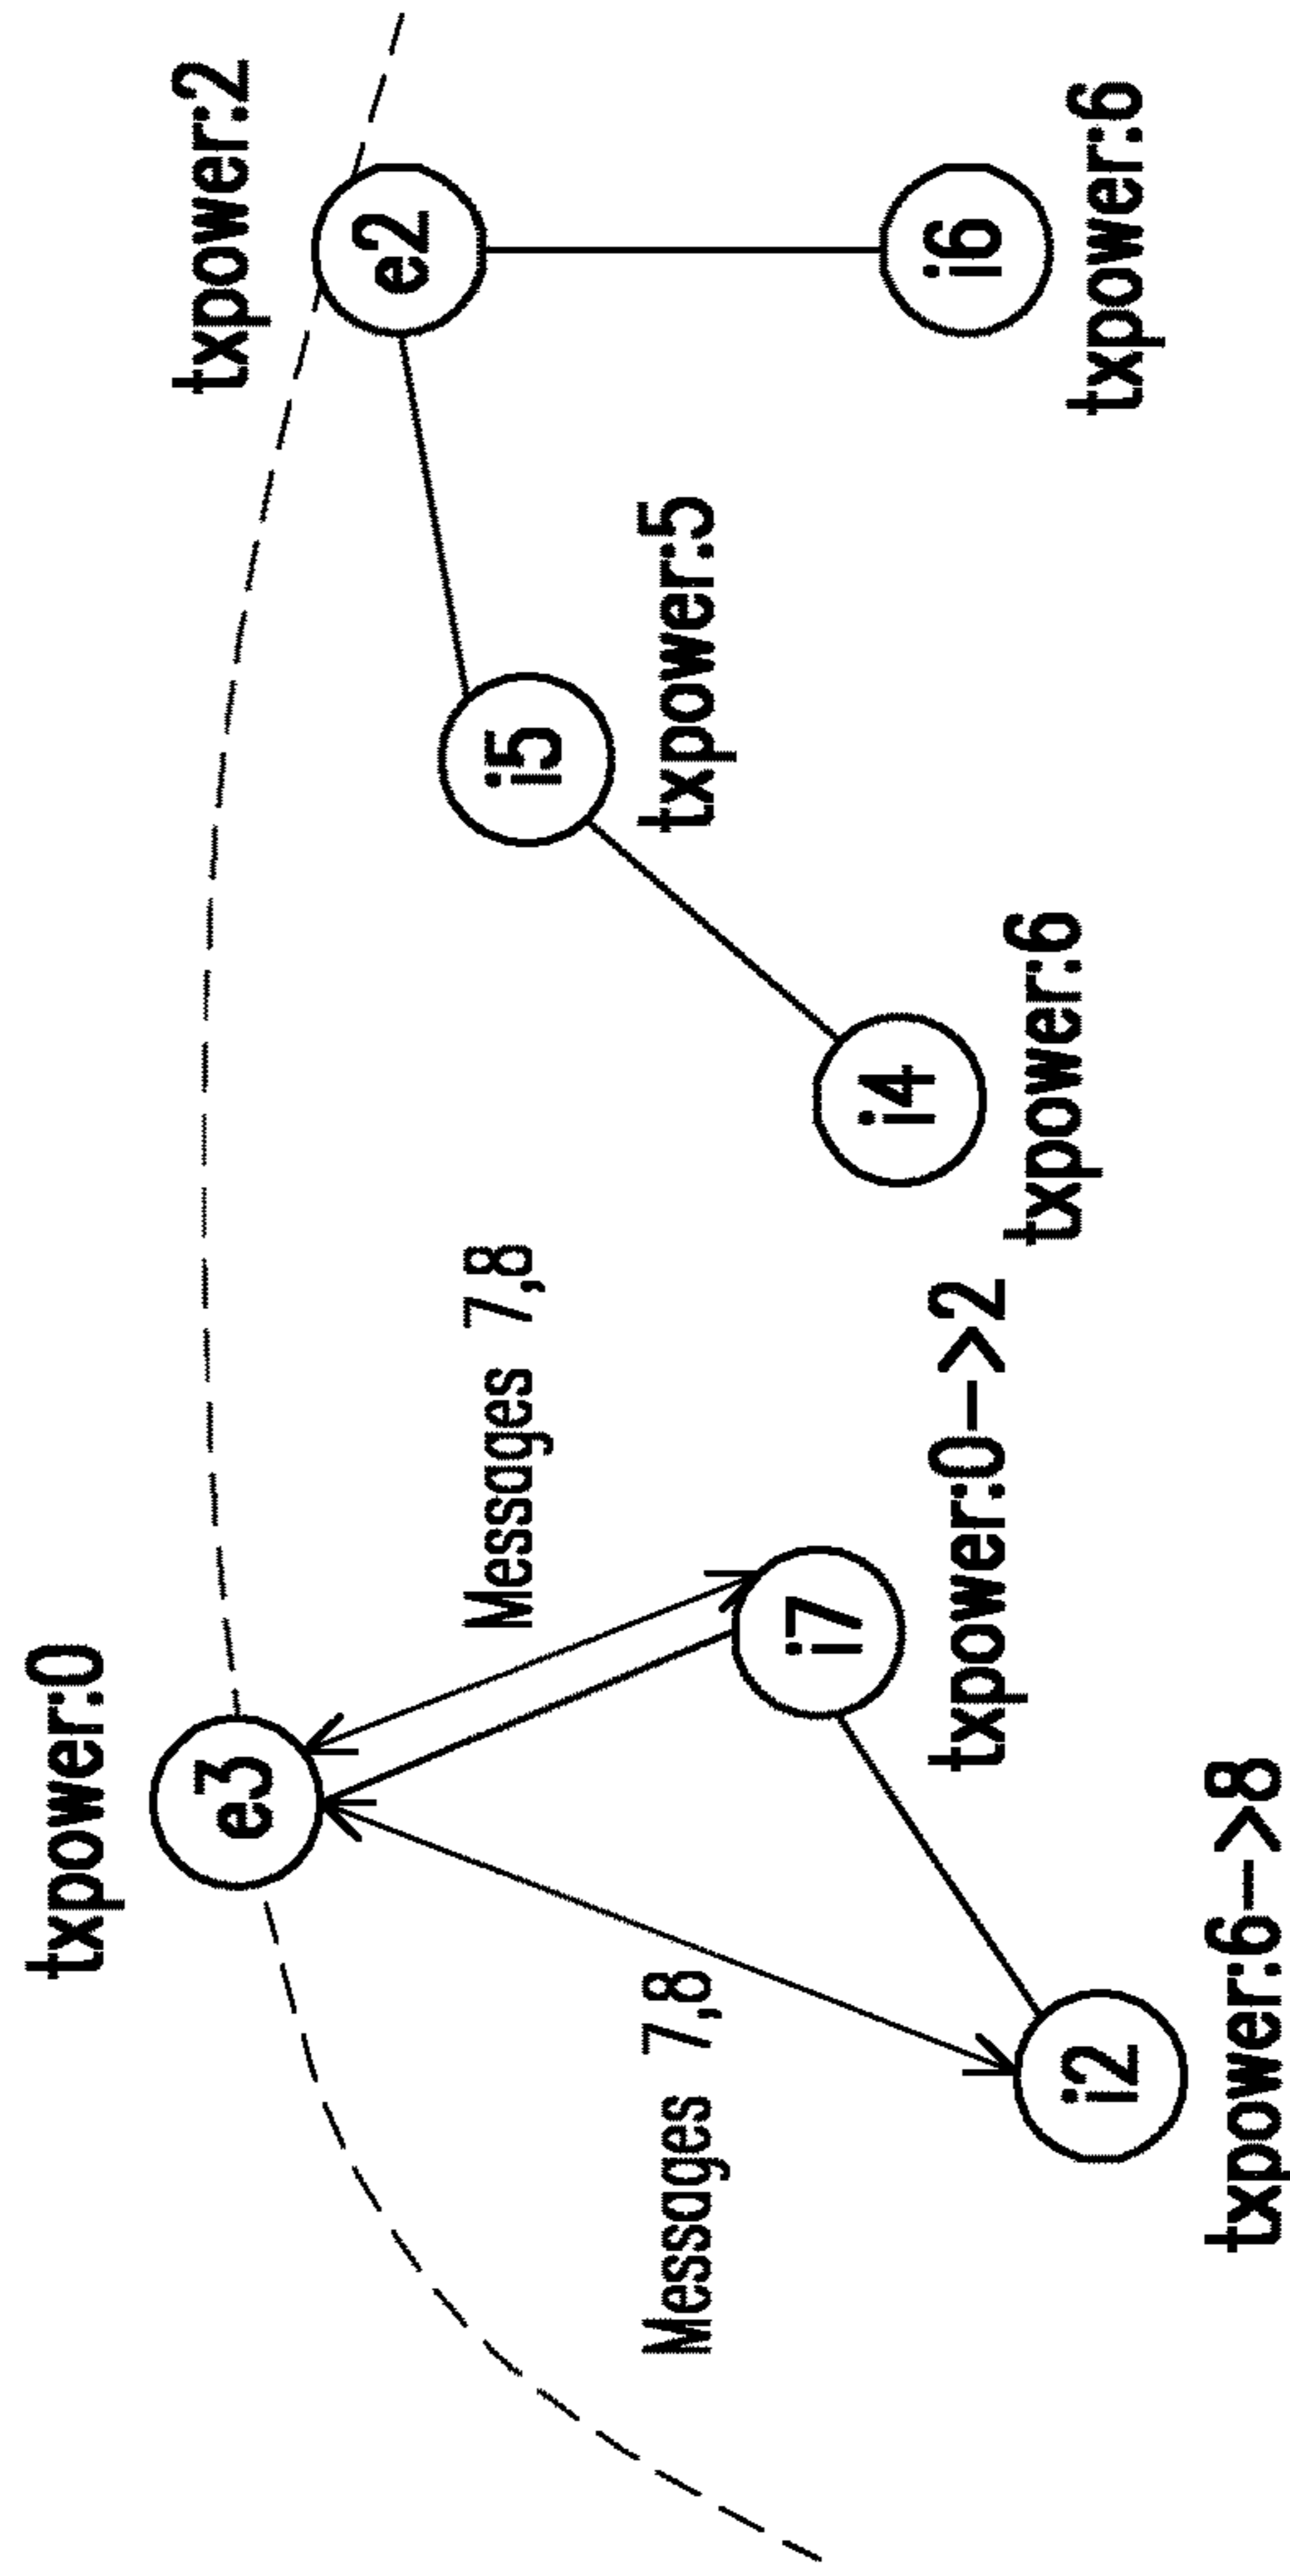 txpower:0
txpower:2
e3
e2
Messages 7,8
i5
Messages 7,8
txpower:5
i7
i4
i6
txpower:0–>2
txpower:6
i2
txpower:6
txpower:6–>8